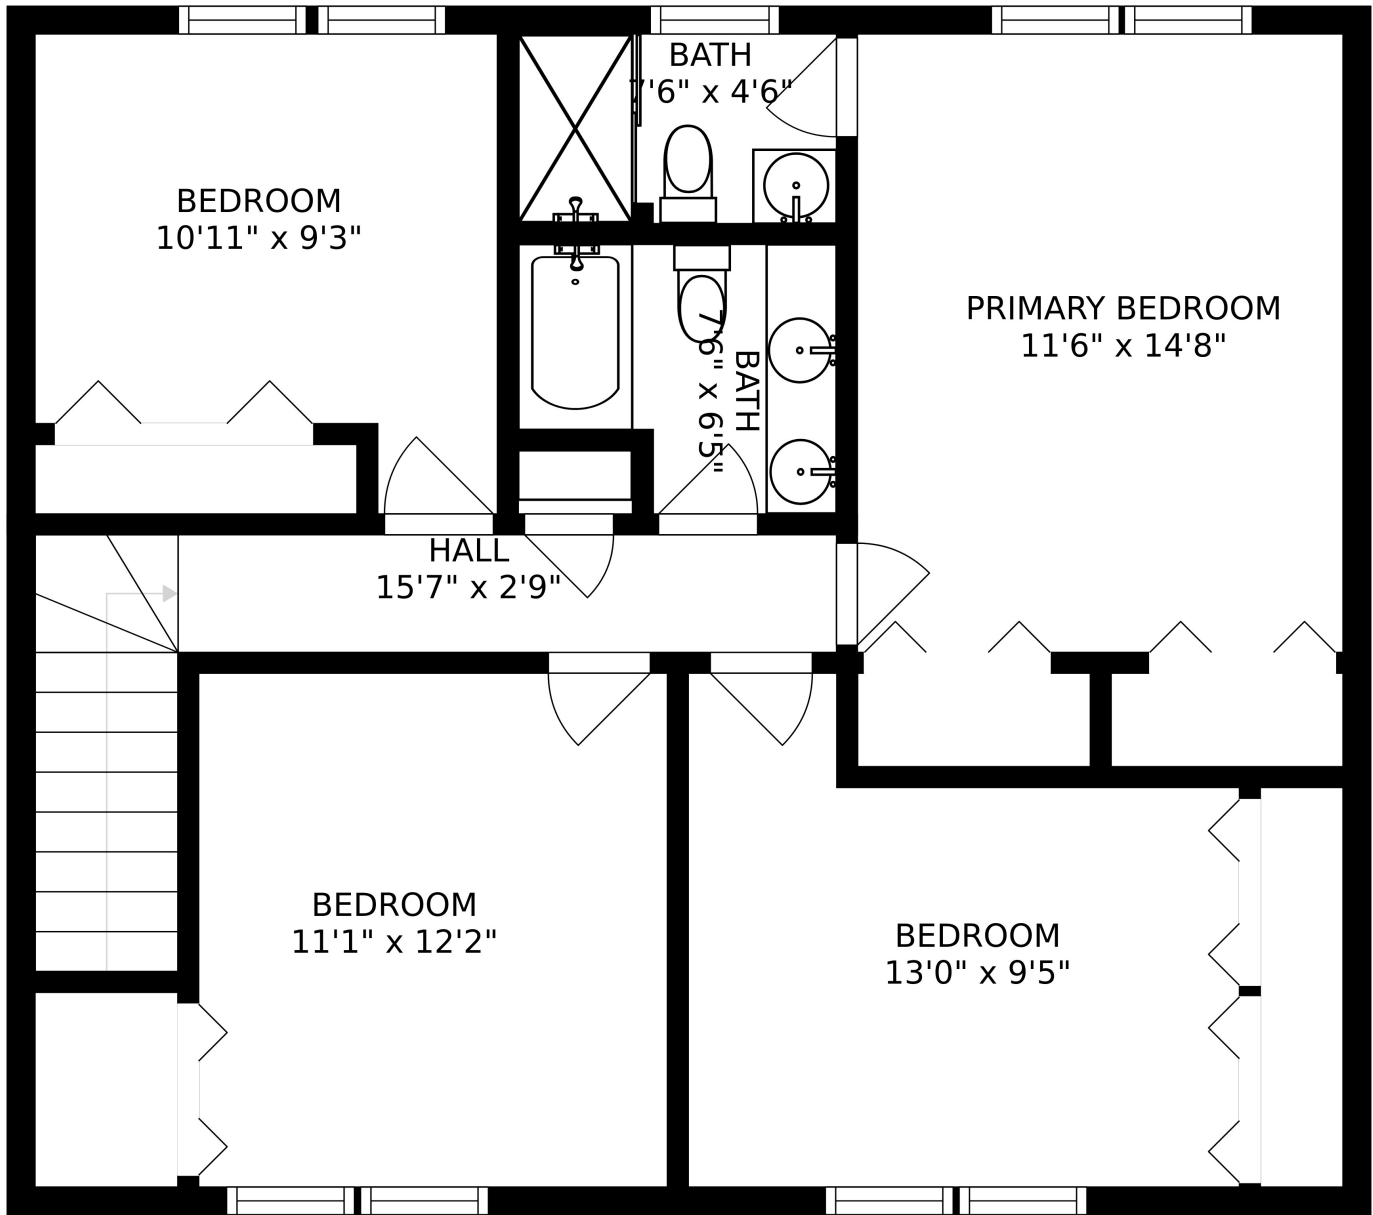 BATH
7'6" x 4'6"
BEDROOM
10'11" x 9'3"
PRIMARY BEDROOM
11'6" x 14'8"
BATH
7'6" x 6'5"
HALL
15'7" x 2'9"
BEDROOM
11'1" x 12'2"
BEDROOM
13'0" x 9'5"